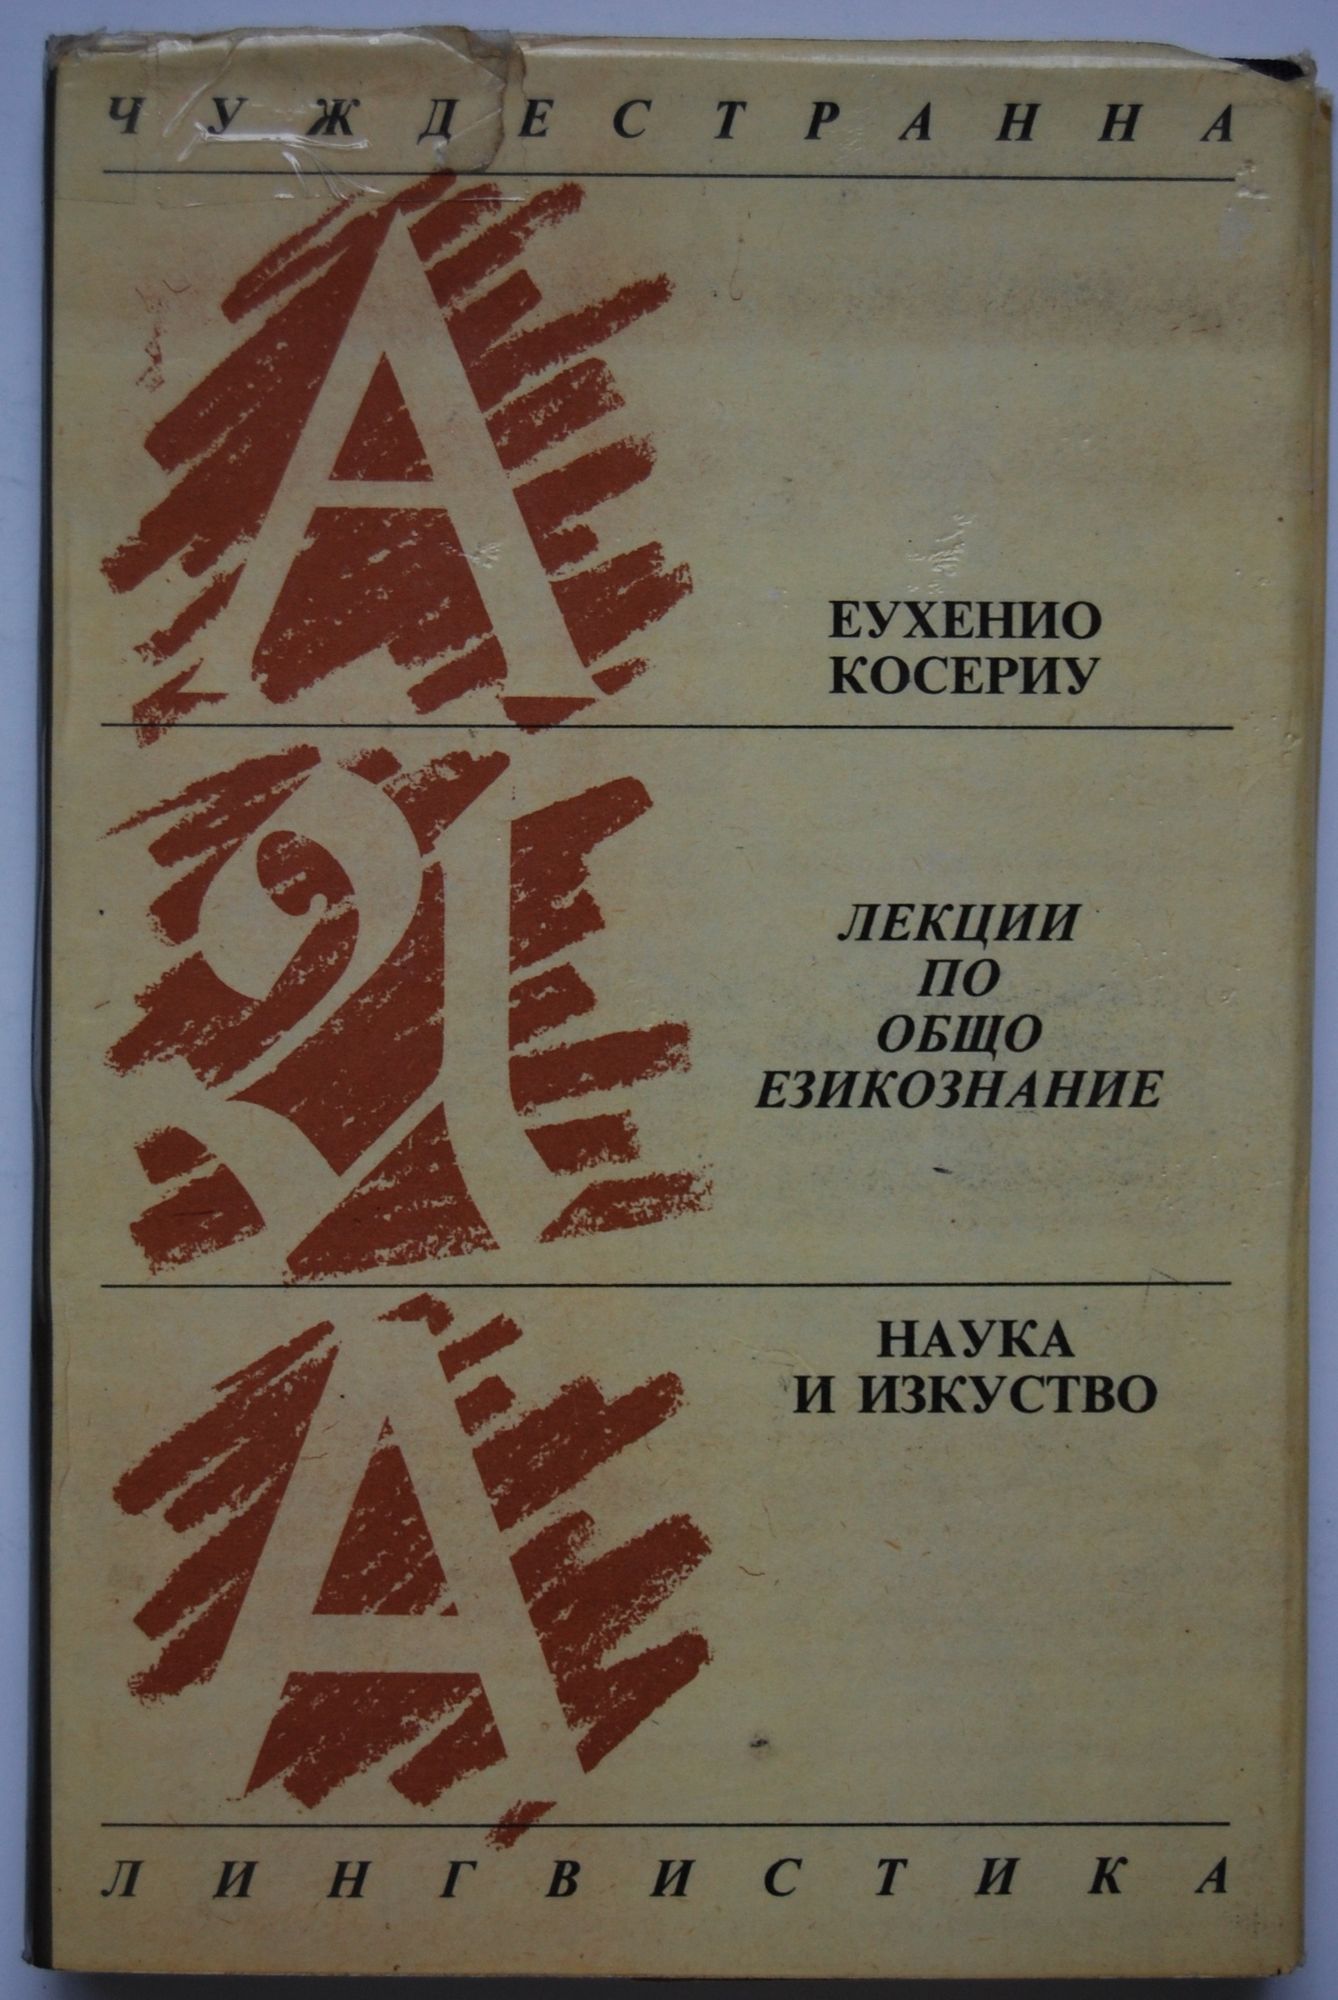 ЧУЖДЕСТРАННА
А
ЕУХЕНИО
КОСЕРИУ
Я
ЛЕКЦИИ
ПО
ОБЩО
ЕЗИКОЗНАНИЕ
А
НАУКА
И ИЗКУСТВО
ЛИНГВИСТИКА